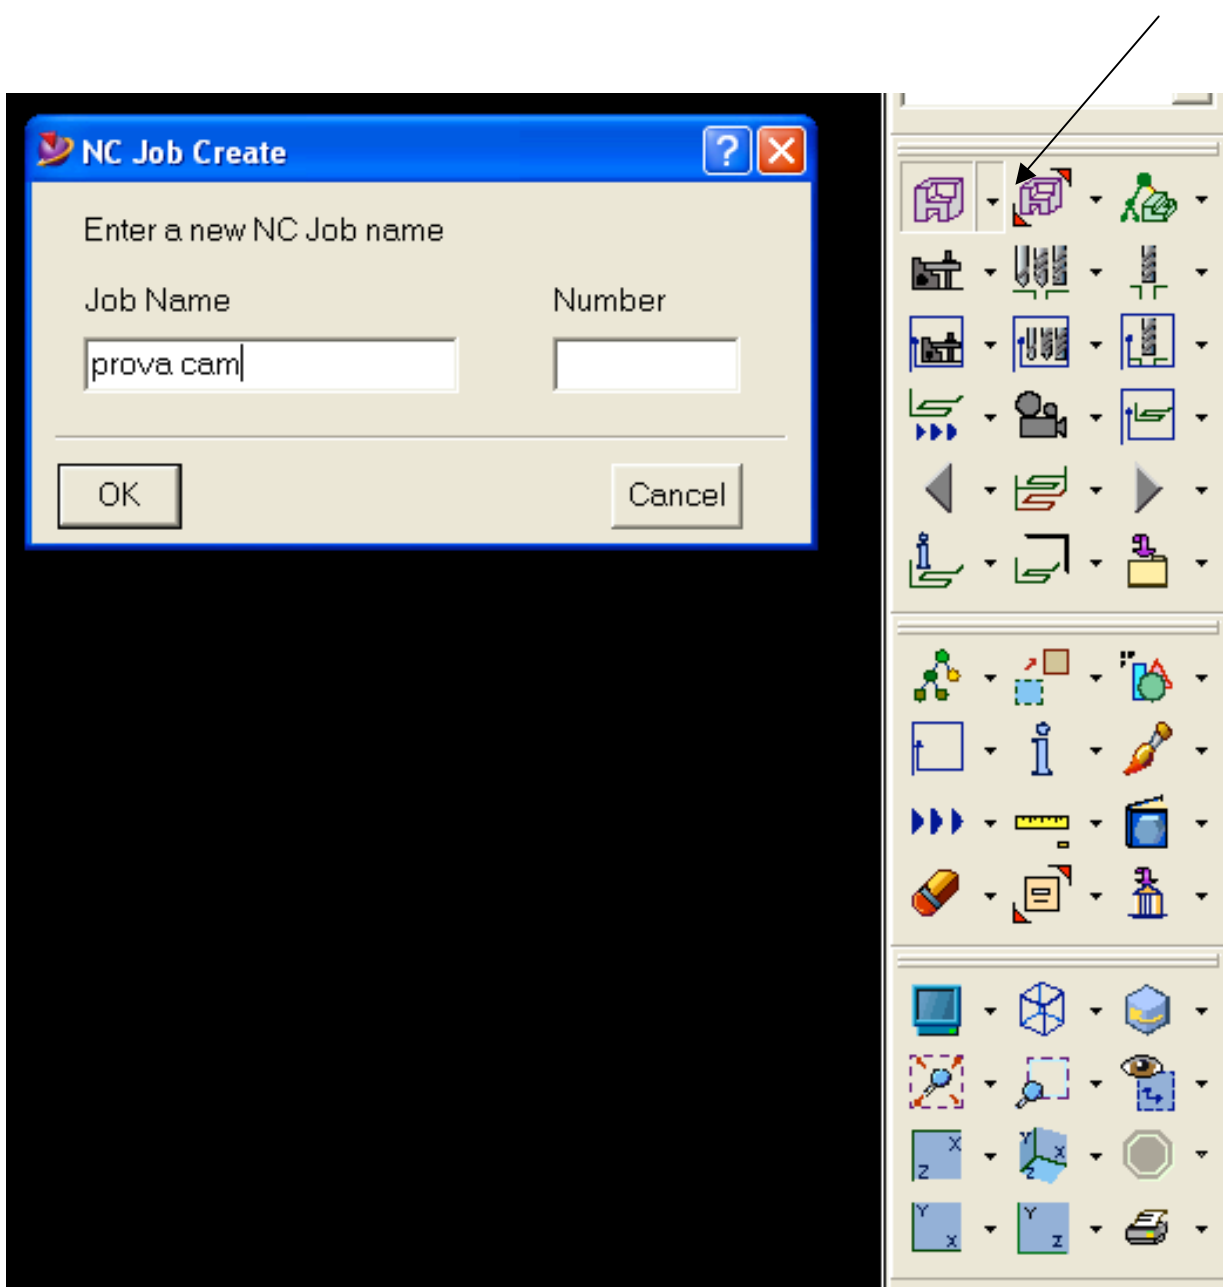 NC Job Create
Enter a new NC Job name
Job Name Number
prova cam
OK Cancel
X
Z
Y X
Z
Y
X
Y
Z